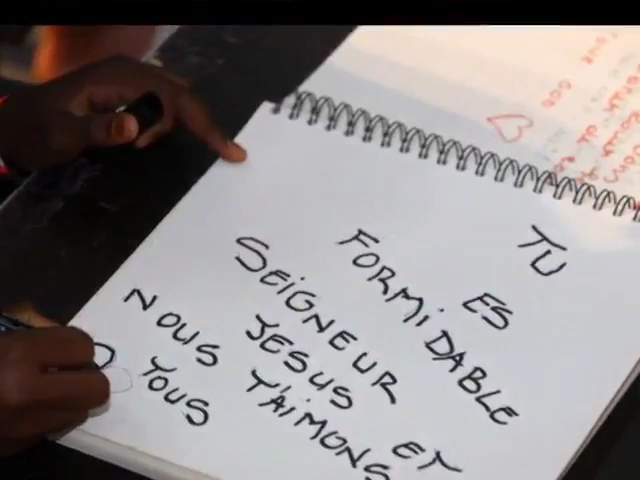 TU
ES
FORMIDABLE
SEIGNEUR
JESUS ET
NOUS T'AIMONS
TOUS